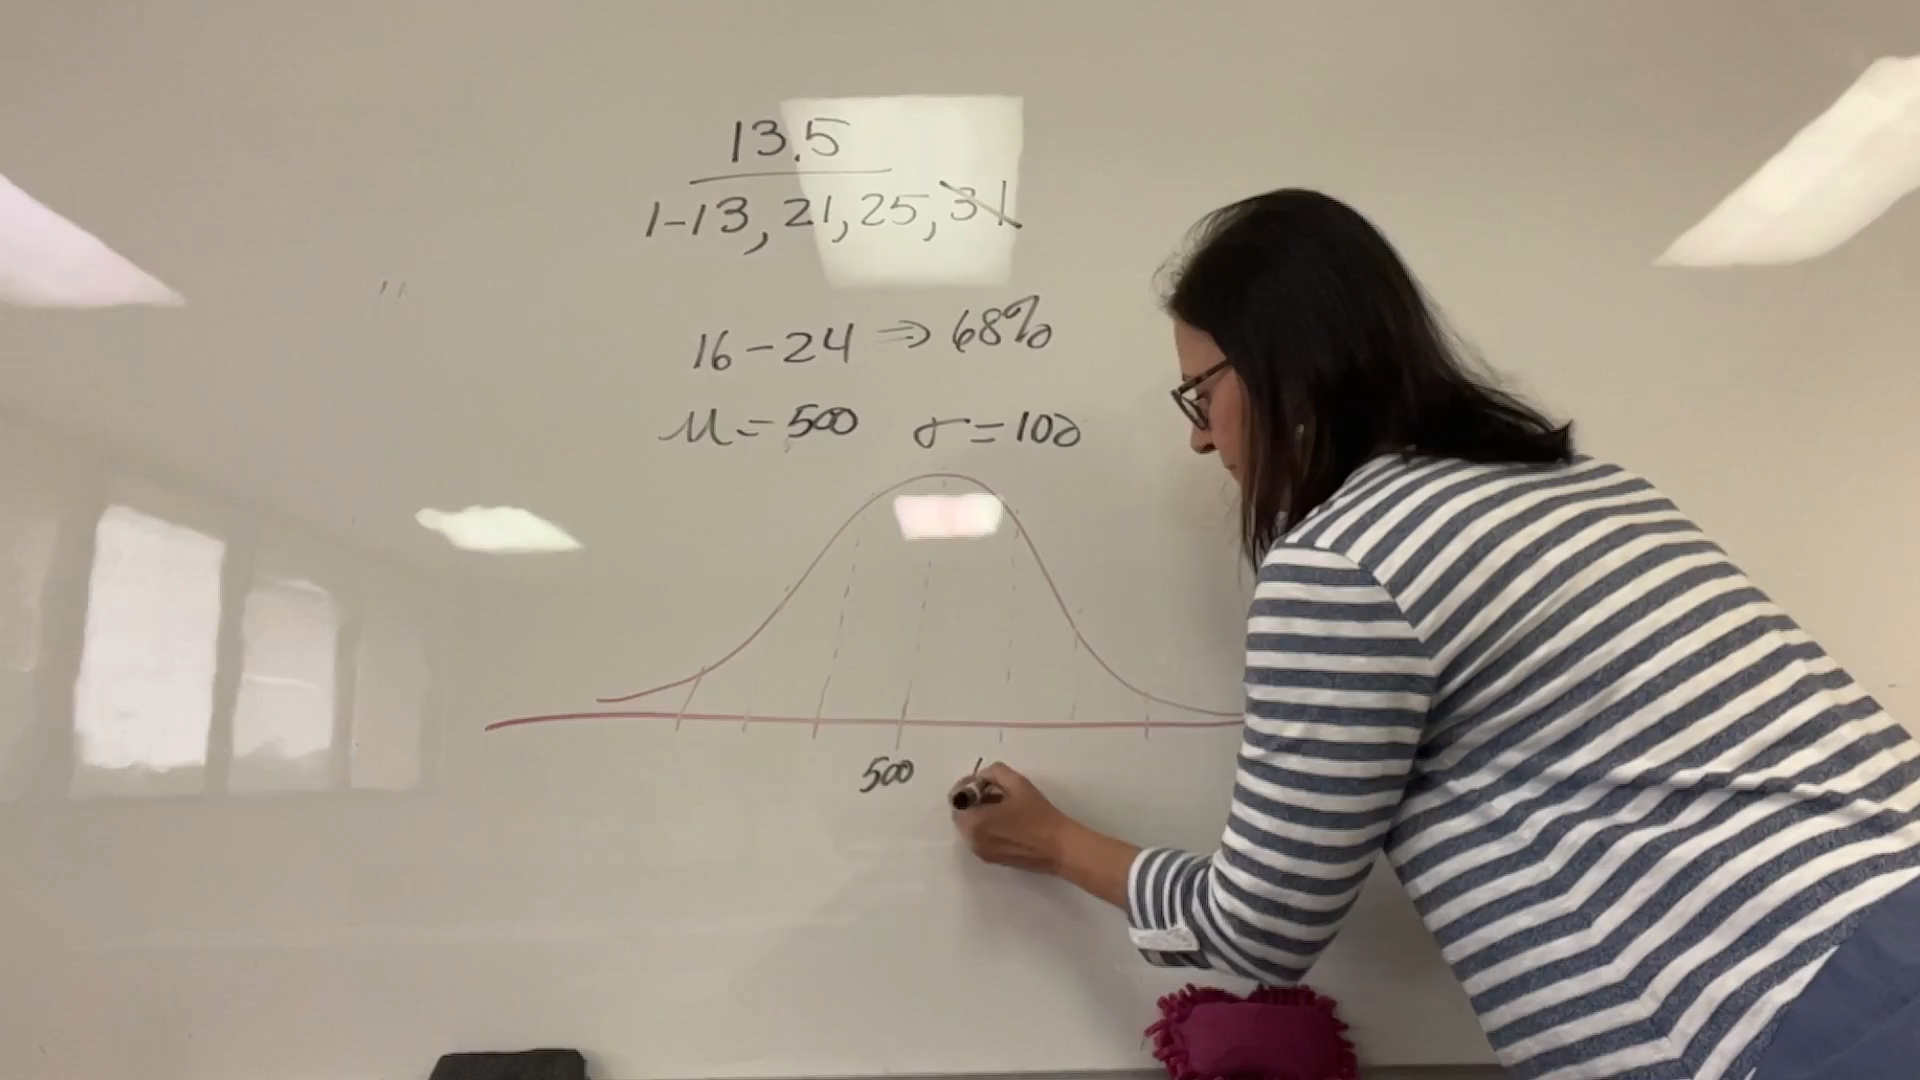 13.5
1-13, 21, 25, 31
16-24 ⇒ 68%
μ = 500 σ = 100
500